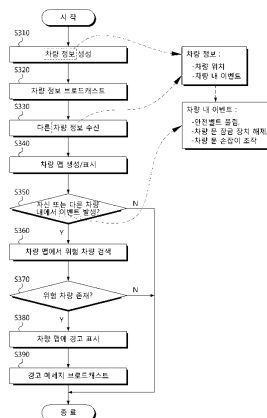 시 작
S310
차량 정보 생성
S320
차량 정보 브로드캐스트
S330
다른 차량 정보 수신
S340
차량 맵 생성/표시
S350
자신 또는 다른 차량
내에서 이벤트 발생?
N
Y
S360
차량 맵에서 위험 차량 검색
S370
위험 차량 존재?
N
Y
S380
차량 맵에 경고 표시
S390
경고 메세지 브로드캐스트
종 료
차량 정보 :
-차량 위치
-차량 내 이벤트
차량 내 이벤트 :
-안전벨트 풀림,
-차량 문 잠금 장치 해제,
-차량 문 손잡이 조작